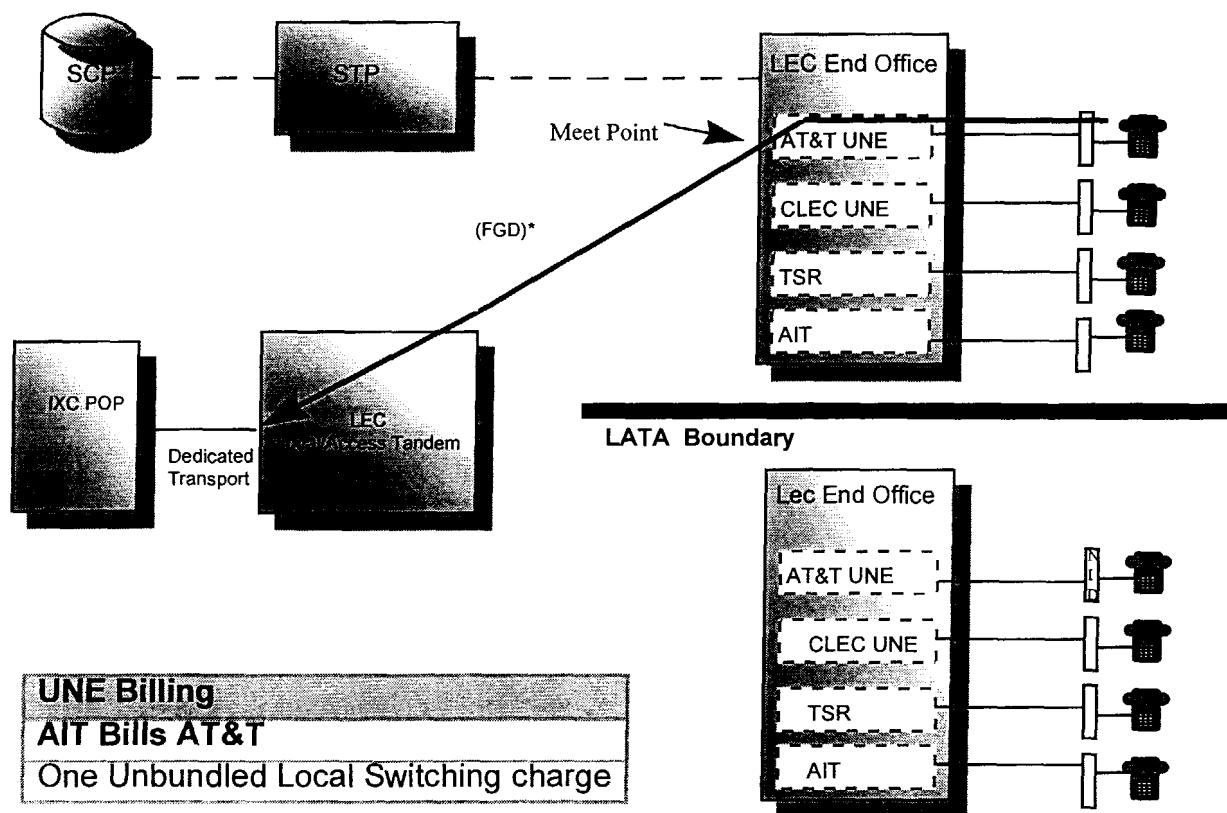 SCP
STP
LEC End Office
Meet Point
AT&T UNE
CLEC UNE
(FGD)*
TSR
AIT
IXC POP
LEC
Access Tandem
Dedicated
Transport
LATA Boundary
Lec End Office
AT&T UNE
NID
CLEC UNE
TSR
AIT
UNE Billing
AIT Bills AT&T
One Unbundled Local Switching charge